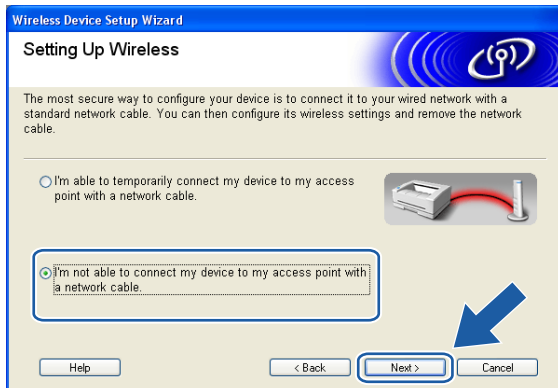 Wireless Device Setup Wizard
Setting Up Wireless
The most secure way to configure your device is to connect it to your wired network with a
standard network cable. You can then configure its wireless settings and remove the network
cable.
I'm able to temporarily connect my device to my access
point with a network cable.
I'm not able to connect my device to my access point with
a network cable.
Help
< Back
Next >
Cancel